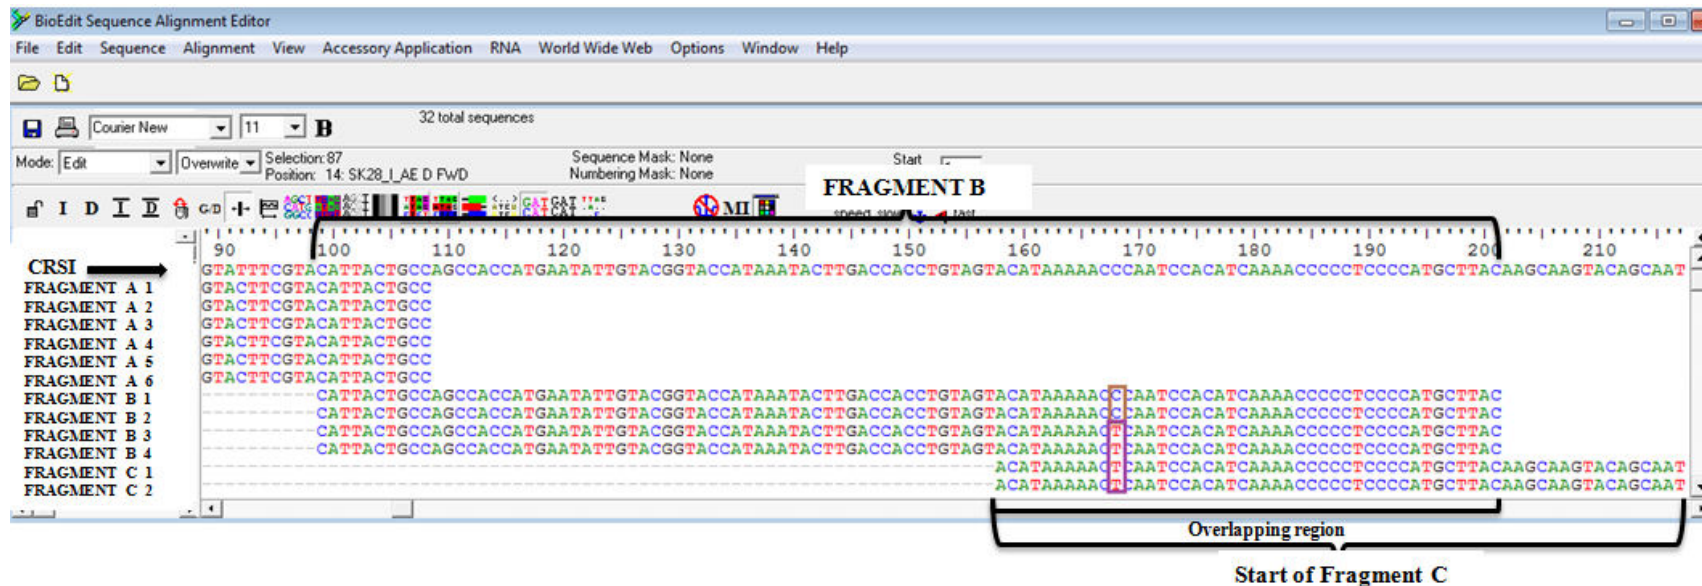 BioEdit Sequence Alignment Editor
File Edit Sequence Alignment View Accessory Application RNA World Wide Web Options Window Help
Courier New 11 B 32 total sequences
Mode: Edit Overwrite Selection: 87 Sequence Mask: None Start
Position: 14: SK28_I_AE D FWD Numbering Mask: None
FRAGMENT B
I D I D G/D MI
90 100 110 120 130 140 150 160 170 180 190 200 210
CRSI GTATTTCGTACATTACTGCCAGCCACCATGAATATTGTACGGTACCATAAATACTTGACCACCTGTAGTACATAAAAACCCAATCCACATCAAAACCCCCTCCCCATGCTTACAAGCAAGTACAGCAAT
FRAGMENT A 1 GTACTTCGTACATTACTGCC
FRAGMENT A 2 GTACTTCGTACATTACTGCC
FRAGMENT A 3 GTACTTCGTACATTACTGCC
FRAGMENT A 4 GTACTTCGTACATTACTGCC
FRAGMENT A 5 GTACTTCGTACATTACTGCC
FRAGMENT A 6 GTACTTCGTACATTACTGCC
FRAGMENT B 1 CATTACTGCCAGCCACCATGAATATTGTACGGTACCATAAATACTTGACCACCTGTAGTACATAAAAACCCAATCCACATCAAAACCCCCTCCCCATGCTTAC
FRAGMENT B 2 CATTACTGCCAGCCACCATGAATATTGTACGGTACCATAAATACTTGACCACCTGTAGTACATAAAAACCCAATCCACATCAAAACCCCCTCCCCATGCTTAC
FRAGMENT B 3 CATTACTGCCAGCCACCATGAATATTGTACGGTACCATAAATACTTGACCACCTGTAGTACATAAAAACTCAATCCACATCAAAACCCCCTCCCCATGCTTAC
FRAGMENT B 4 CATTACTGCCAGCCACCATGAATATTGTACGGTACCATAAATACTTGACCACCTGTAGTACATAAAAACTCAATCCACATCAAAACCCCCTCCCCATGCTTAC
FRAGMENT C 1 ACATAAAAACTCAATCCACATCAAAACCCCCTCCCCATGCTTACAAGCAAGTACAGCAAT
FRAGMENT C 2 ACATAAAAACTCAATCCACATCAAAACCCCCTCCCCATGCTTACAAGCAAGTACAGCAAT
Overlapping region
Start of Fragment C